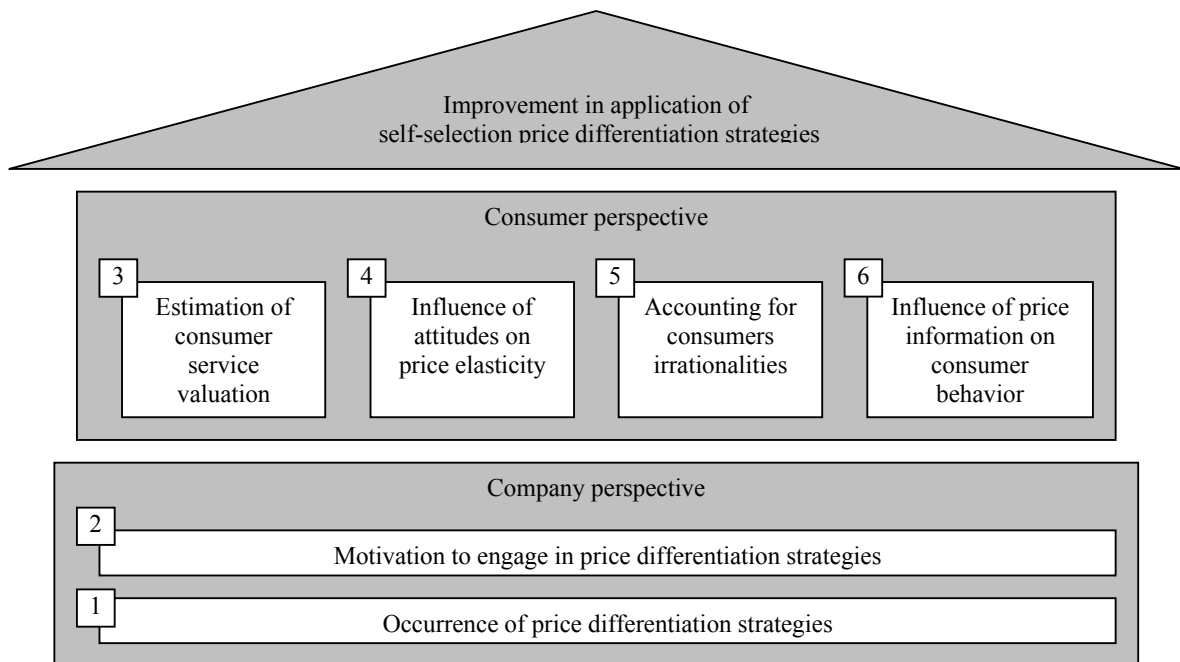 Improvement in application of
self-selection price differentiation strategies
Consumer perspective
3
Estimation of
consumer
service
valuation
4
Influence of
attitudes on
price elasticity
5
Accounting for
consumers
irrationalities
6
Influence of price
information on
consumer
behavior
Company perspective
2
Motivation to engage in price differentiation strategies
1
Occurrence of price differentiation strategies